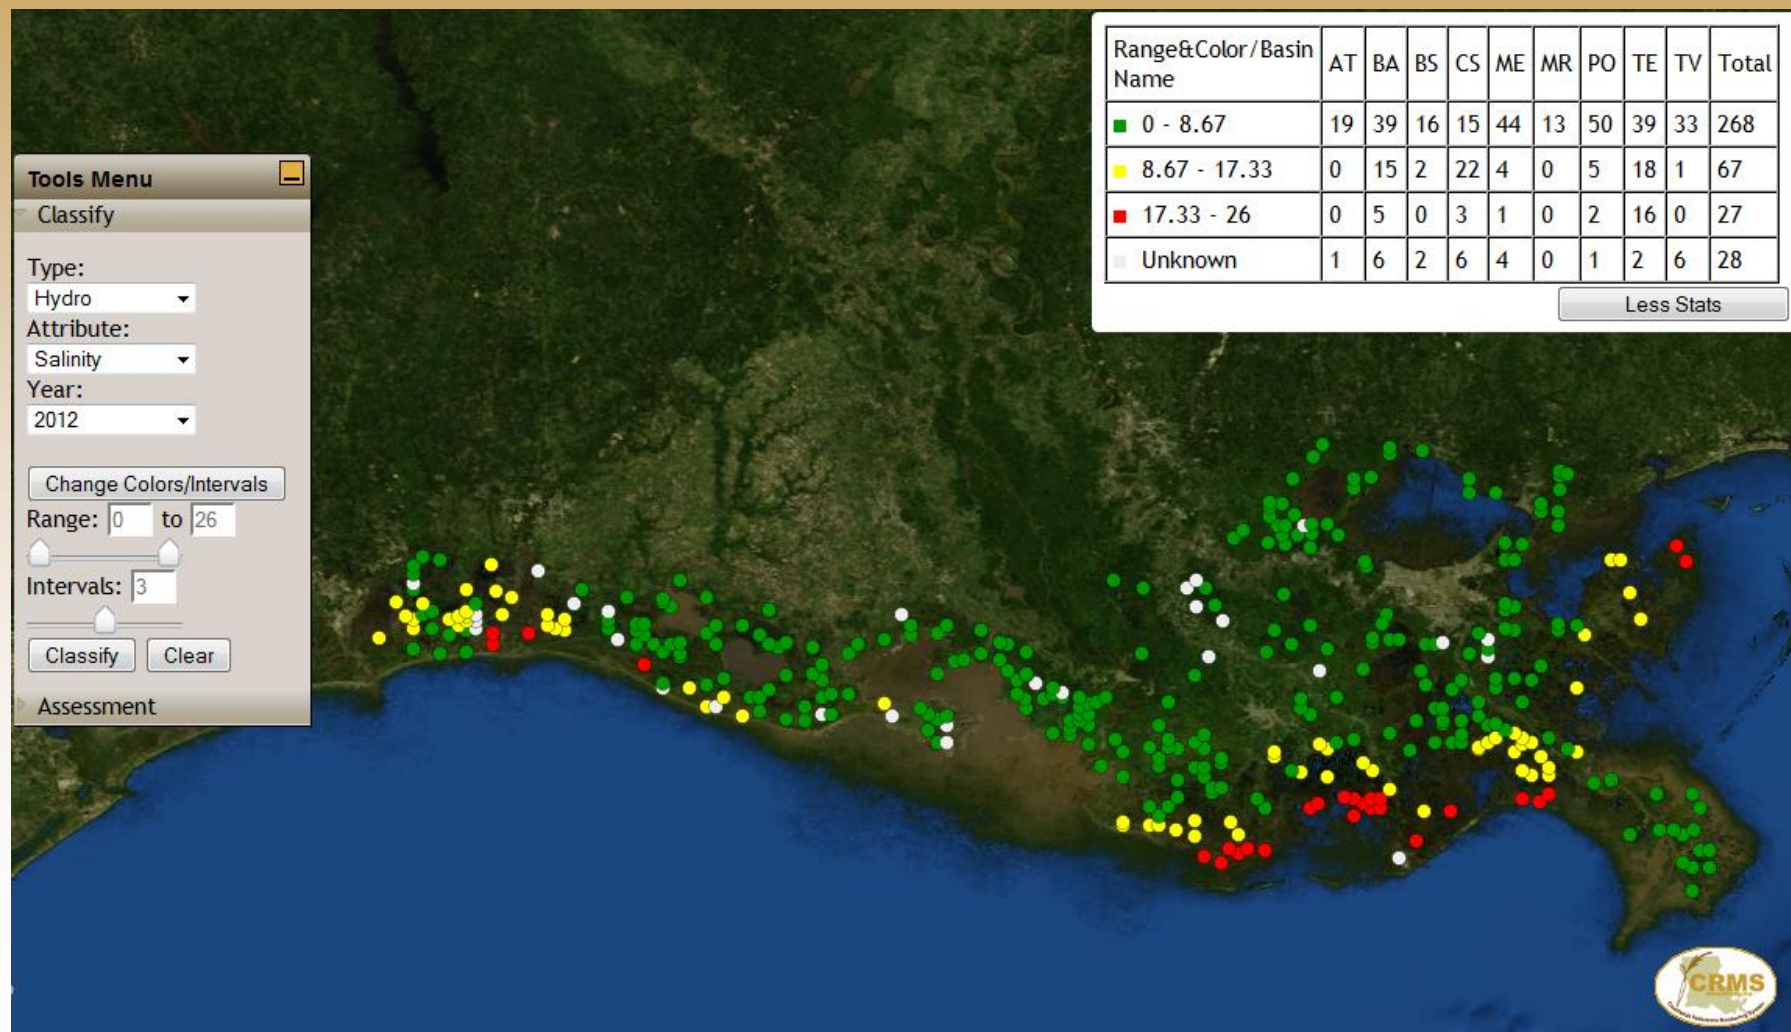 Range&Color/Basin Name AT BA BS CS ME MR PO TE TV Total
0 - 8.67 19 39 16 15 44 13 50 39 33 268
8.67 - 17.33 0 15 2 22 4 0 5 18 1 67
17.33 - 26 0 5 0 3 1 0 2 16 0 27
Unknown 1 6 2 6 4 0 1 2 6 28
Less Stats
Tools Menu
Classify
Type:
Hydro
Attribute:
Salinity
Year:
2012
Change Colors/Intervals
Range: 0 to 26
Intervals: 3
Classify Clear
Assessment
CRMS